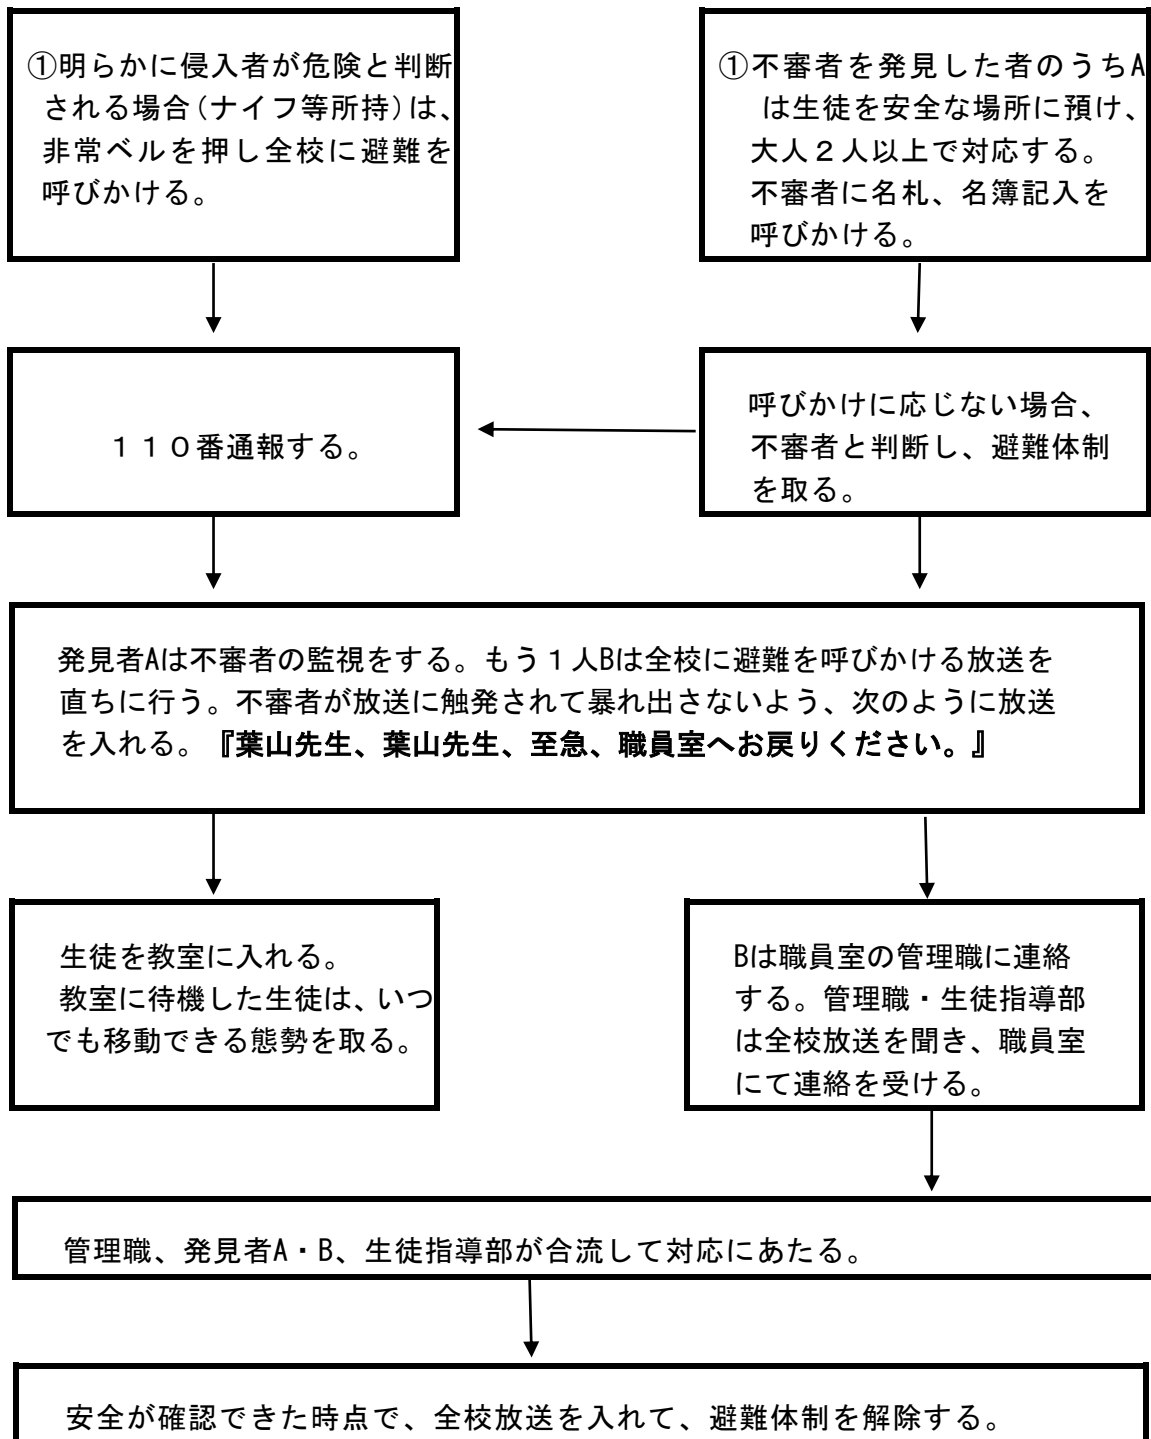 ①明らかに侵入者が危険と判断
される場合(ナイフ等所持)は、
非常ベルを押し全校に避難を
呼びかける。
①不審者を発見した者のうちA
は生徒を安全な場所に預け、
大人２人以上で対応する。
不審者に名札、名簿記入を
呼びかける。
１１０番通報する。
呼びかけに応じない場合、
不審者と判断し、避難体制
を取る。
発見者Aは不審者の監視をする。もう１人Bは全校に避難を呼びかける放送を
直ちに行う。不審者が放送に触発されて暴れ出さないよう、次のように放送
を入れる。『葉山先生、葉山先生、至急、職員室へお戻りください。』
生徒を教室に入れる。
教室に待機した生徒は、いつ
でも移動できる態勢を取る。
Bは職員室の管理職に連絡
する。管理職・生徒指導部
は全校放送を聞き、職員室
にて連絡を受ける。
管理職、発見者A・B、生徒指導部が合流して対応にあたる。
安全が確認できた時点で、全校放送を入れて、避難体制を解除する。